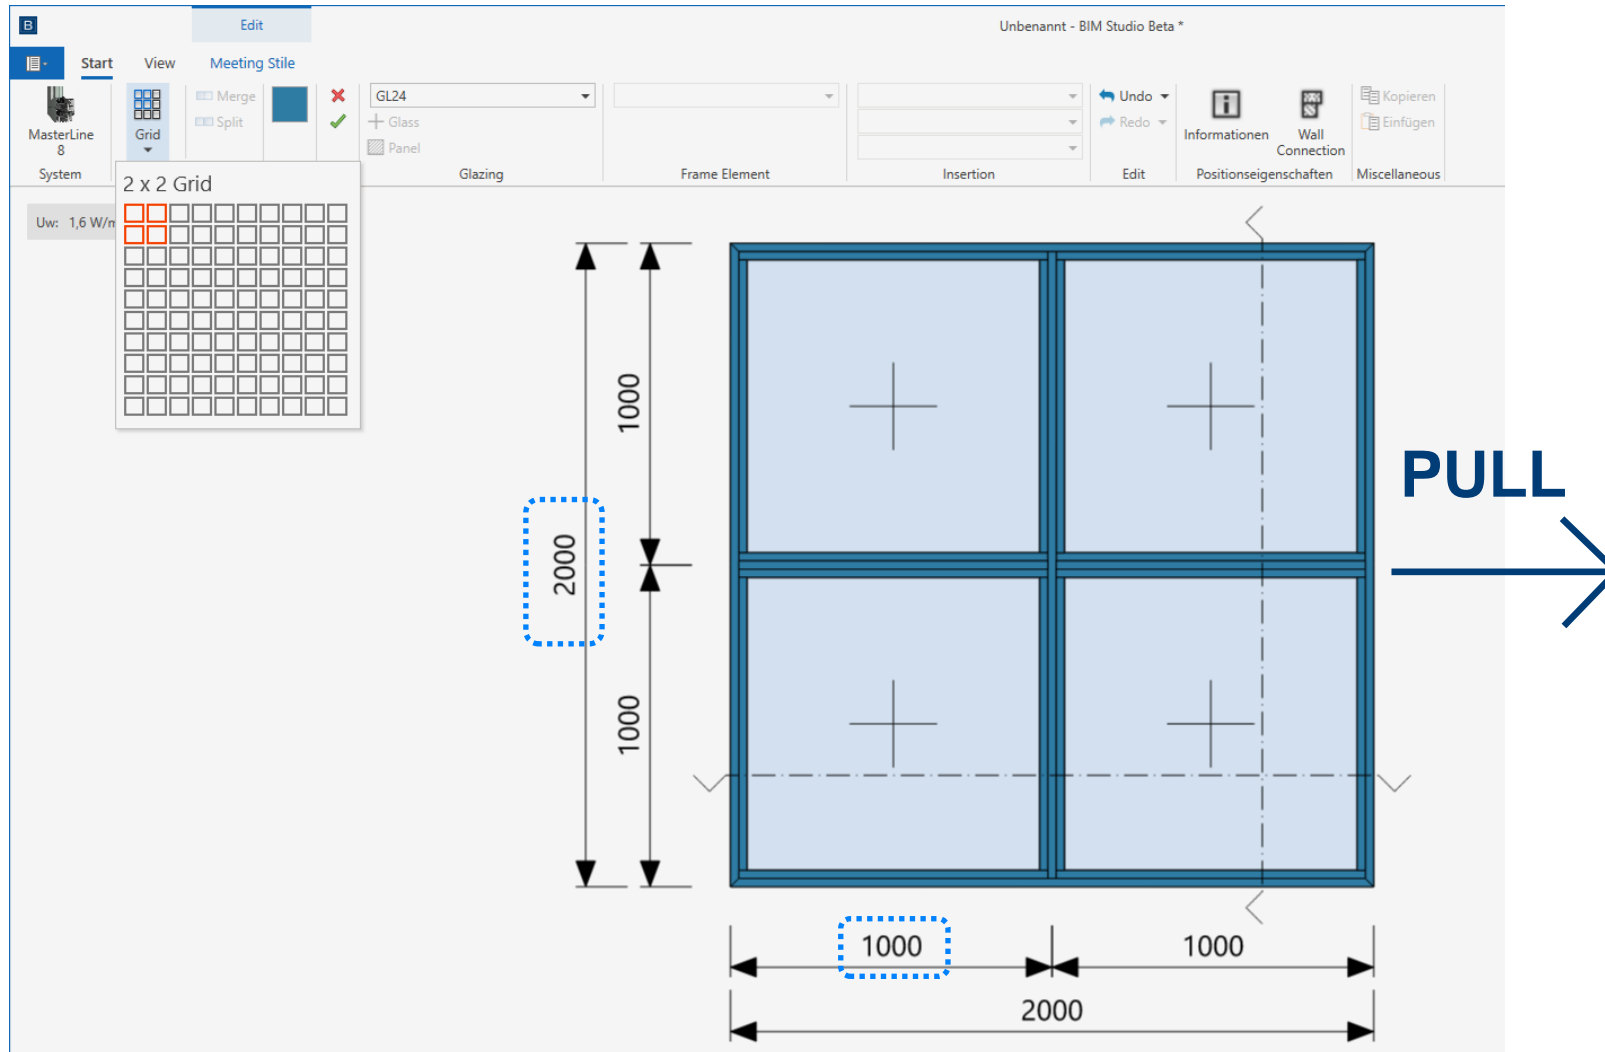 B
Edit
Unbenannt - BIM Studio Beta *
Start View Meeting Stile
MasterLine
8
System
Grid
Merge
Split
GL24
Glass
Panel
Glazing
Frame Element
Insertion
Undo
Redo
Edit
Informationen
Wall
Connection
Positionseigenschaften
Kopieren
Einfügen
Miscellaneous
2 x 2 Grid
Uw: 1,6 W/
1000
2000
1000
PULL
1000 1000
2000